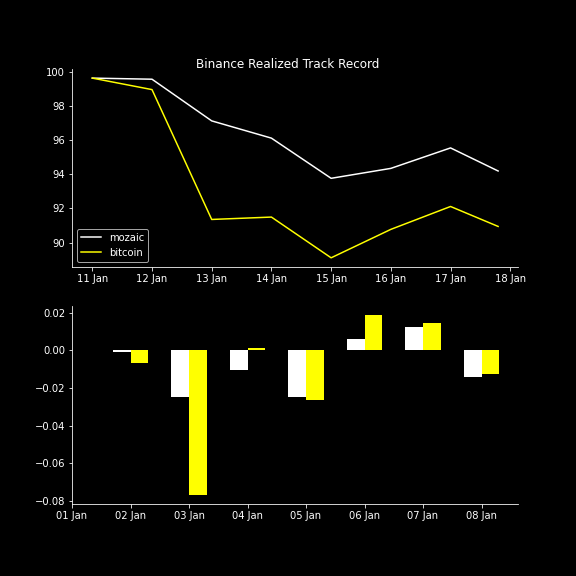 Binance Realized Track Record
100
98
96
94
92
90
mozaic
bitcoin
11 Jan 12 Jan 13 Jan 14 Jan 15 Jan 16 Jan 17 Jan 18 Jan
0.02
0.00
−0.02
−0.04
−0.06
−0.08
01 Jan 02 Jan 03 Jan 04 Jan 05 Jan 06 Jan 07 Jan 08 Jan